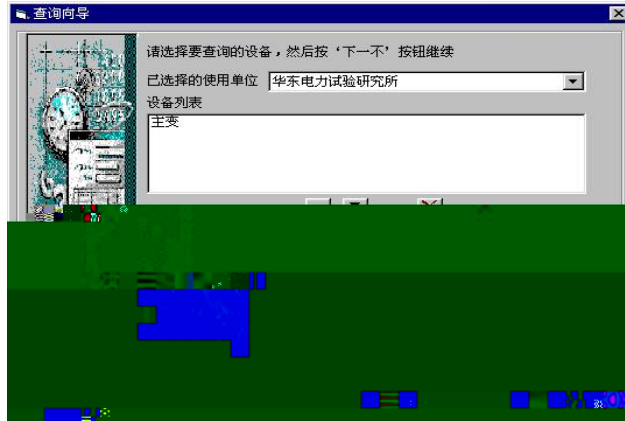 查询向导
请选择要查询的设备，然后按‘下一不’按钮继续
已选择的使用单位 华东电力试验研究所
设备列表
主变